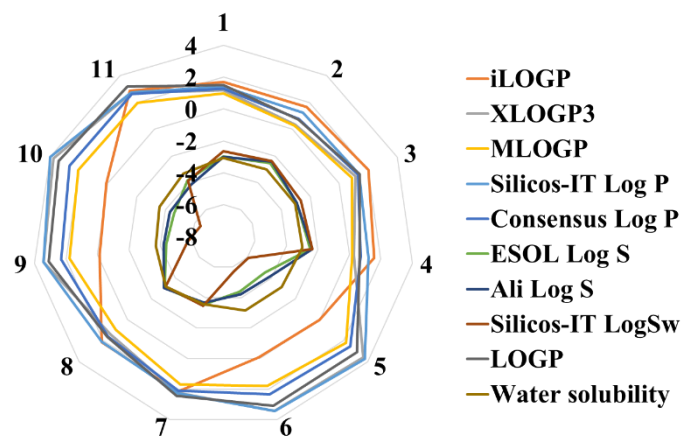 1
2
3
4
5
6
7
8
9
10
11
4
2
0
-2
-4
-6
-8
iLOGP
XLOGP3
MLOGP
Silicos-IT Log P
Consensus Log P
ESOL Log S
Ali Log S
Silicos-IT LogSw
LOGP
Water solubility